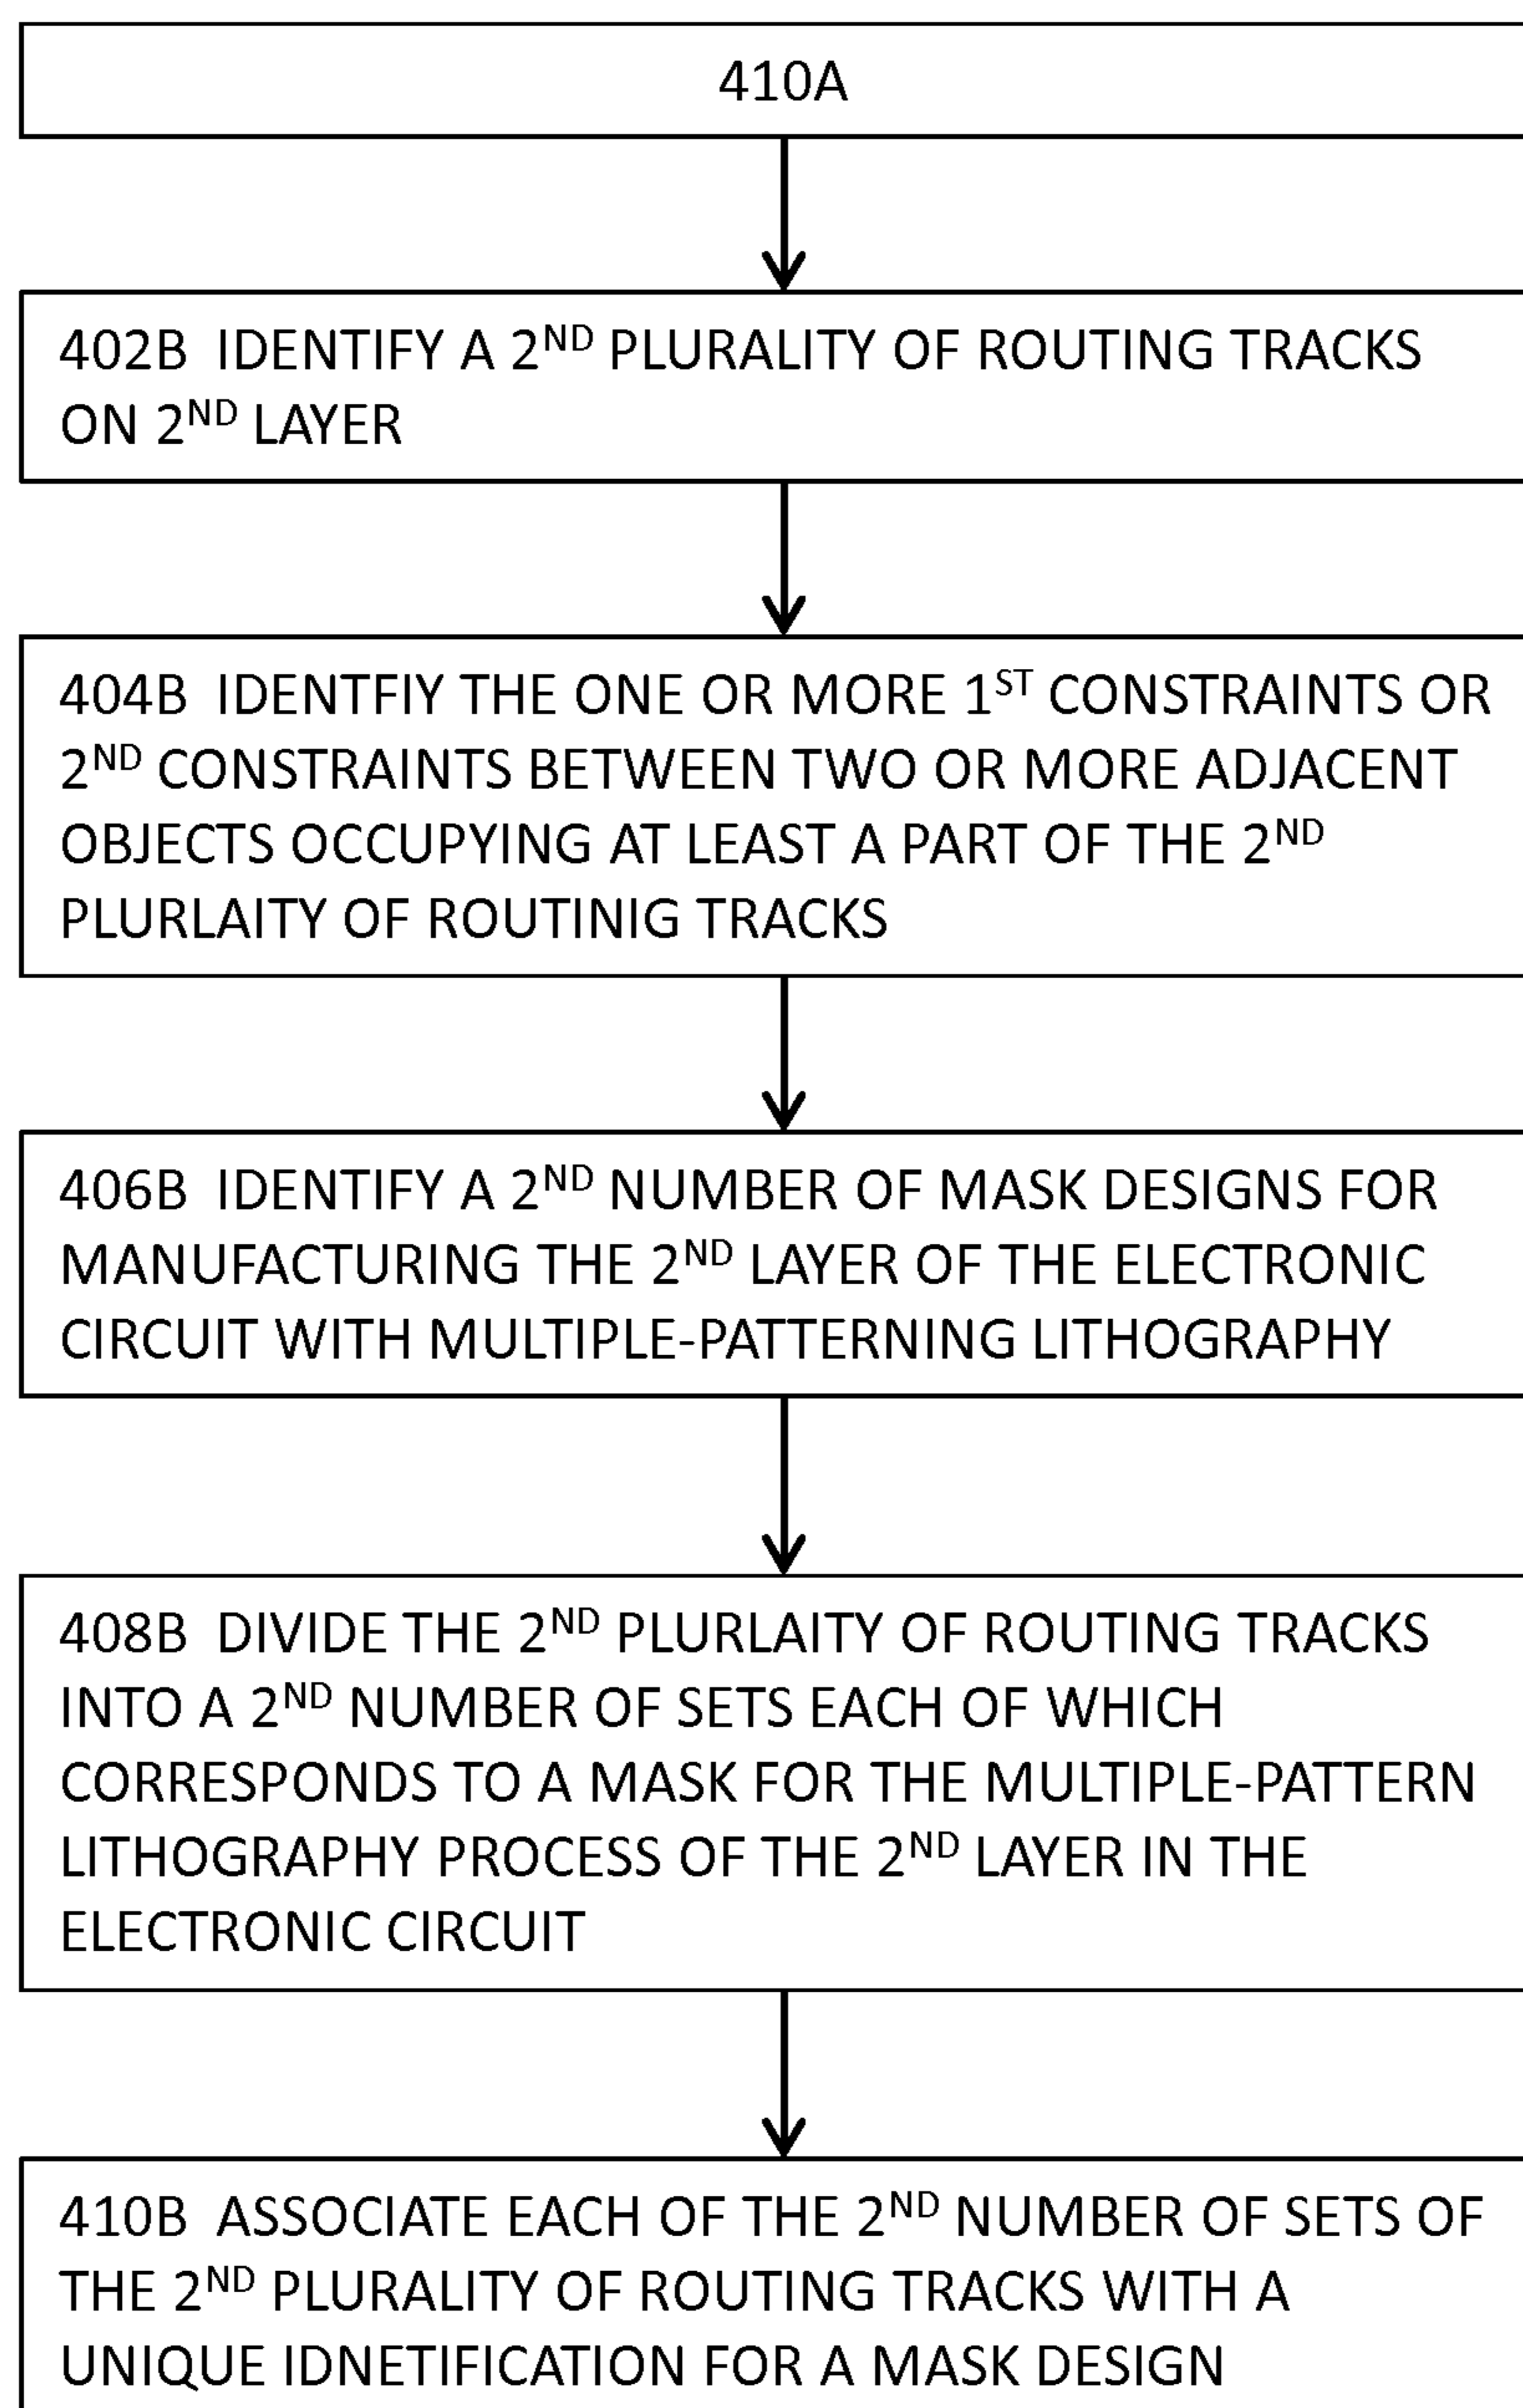 410A
402B IDENTIFY A 2ND PLURALITY OF ROUTING TRACKS
ON 2ND LAYER
404B IDENTFIY THE ONE OR MORE 1ST CONSTRAINTS OR
2ND CONSTRAINTS BETWEEN TWO OR MORE ADJACENT
OBJECTS OCCUPYING AT LEAST A PART OF THE 2ND
PLURLAITY OF ROUTINIG TRACKS
406B IDENTIFY A 2ND NUMBER OF MASK DESIGNS FOR
MANUFACTURING THE 2ND LAYER OF THE ELECTRONIC
CIRCUIT WITH MULTIPLE-PATTERNING LITHOGRAPHY
408B DIVIDE THE 2ND PLURLAITY OF ROUTING TRACKS
INTO A 2ND NUMBER OF SETS EACH OF WHICH
CORRESPONDS TO A MASK FOR THE MULTIPLE-PATTERN
LITHOGRAPHY PROCESS OF THE 2ND LAYER IN THE
ELECTRONIC CIRCUIT
410B ASSOCIATE EACH OF THE 2ND NUMBER OF SETS OF
THE 2ND PLURALITY OF ROUTING TRACKS WITH A
UNIQUE IDNETIFICATION FOR A MASK DESIGN